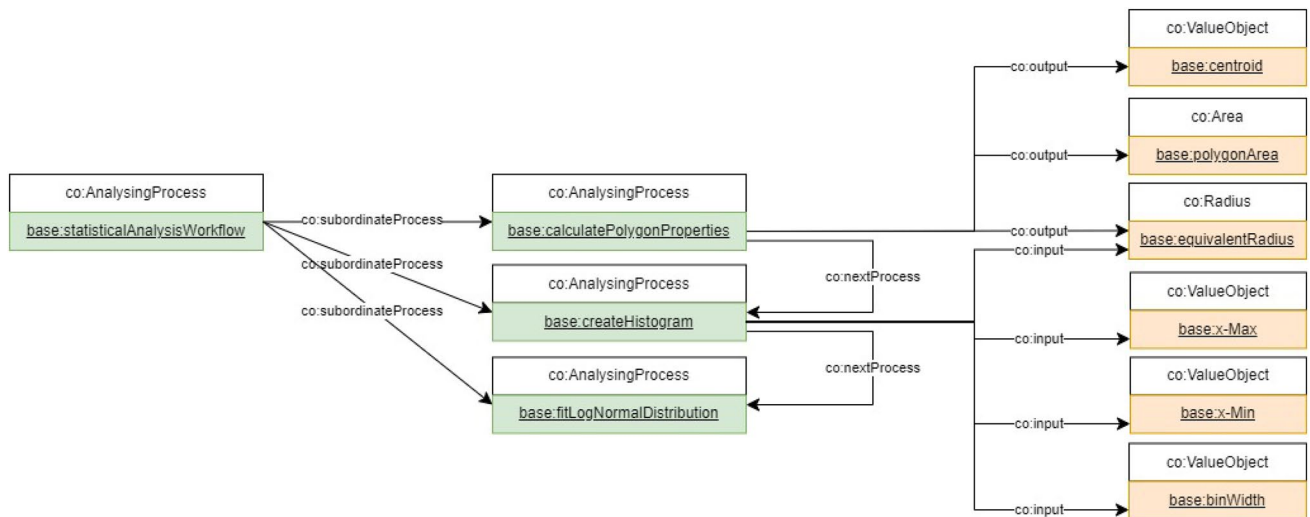 co:ValueObject
base:centroid
co:output
co:Area
base:polygonArea
co:output
co:AnalysingProcess
base:statisticalAnalysisWorkflow
co:subordinateProcess
co:subordinateProcess
co:subordinateProcess
co:AnalysingProcess
base:calculatePolygonProperties
co:nextProcess
co:AnalysingProcess
base:createHistogram
co:nextProcess
co:AnalysingProcess
base:fitLogNormalDistribution
co:Radius
co:output
base:equivalentRadius
co:input
co:ValueObject
base:x-Max
co:input
co:ValueObject
base:x-Min
co:input
co:ValueObject
base:binWidth
co:input